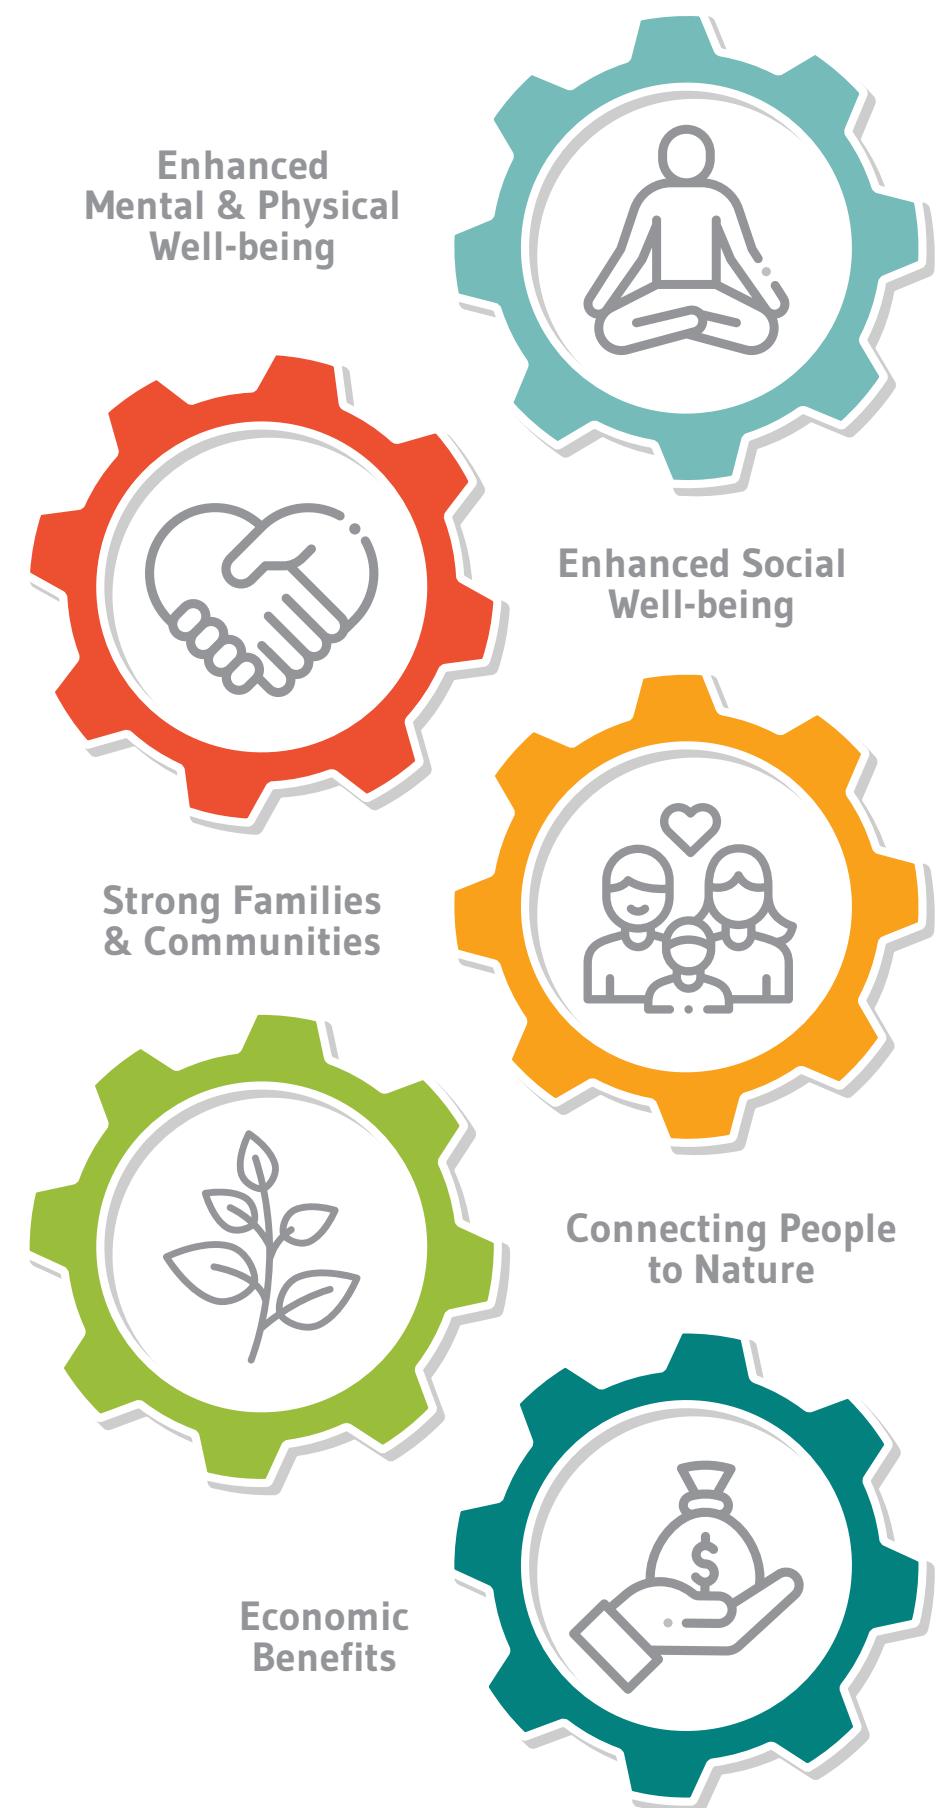 Enhanced
Mental & Physical
Well-being
Enhanced Social
Well-being
Strong Families
& Communities
Connecting People
to Nature
$
Economic
Benefits